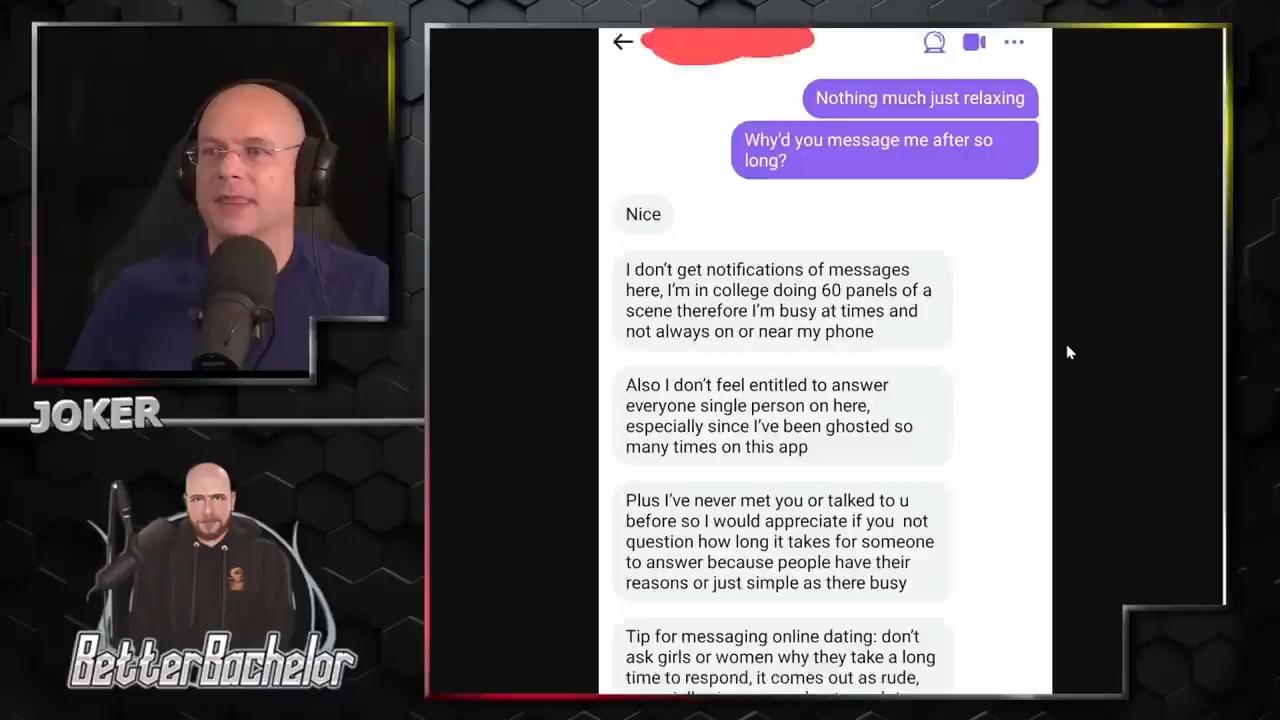 Nothing much just relaxing
Why'd you message me after so
long?
Nice
I don't get notifications of messages
here, I'm in college doing 60 panels of a
scene therefore I'm busy at times and
not always on or near my phone
Also I don't feel entitled to answer
everyone single person on here,
especially since I've been ghosted so
many times on this app
Plus I've never met you or talked to u
before so I would appreciate if you not
question how long it takes for someone
to answer because people have their
reasons or just simple as there busy
Tip for messaging online dating: don't
ask girls or women why they take a long
time to respond, it comes out as rude,
JOKER
BetterBachelor